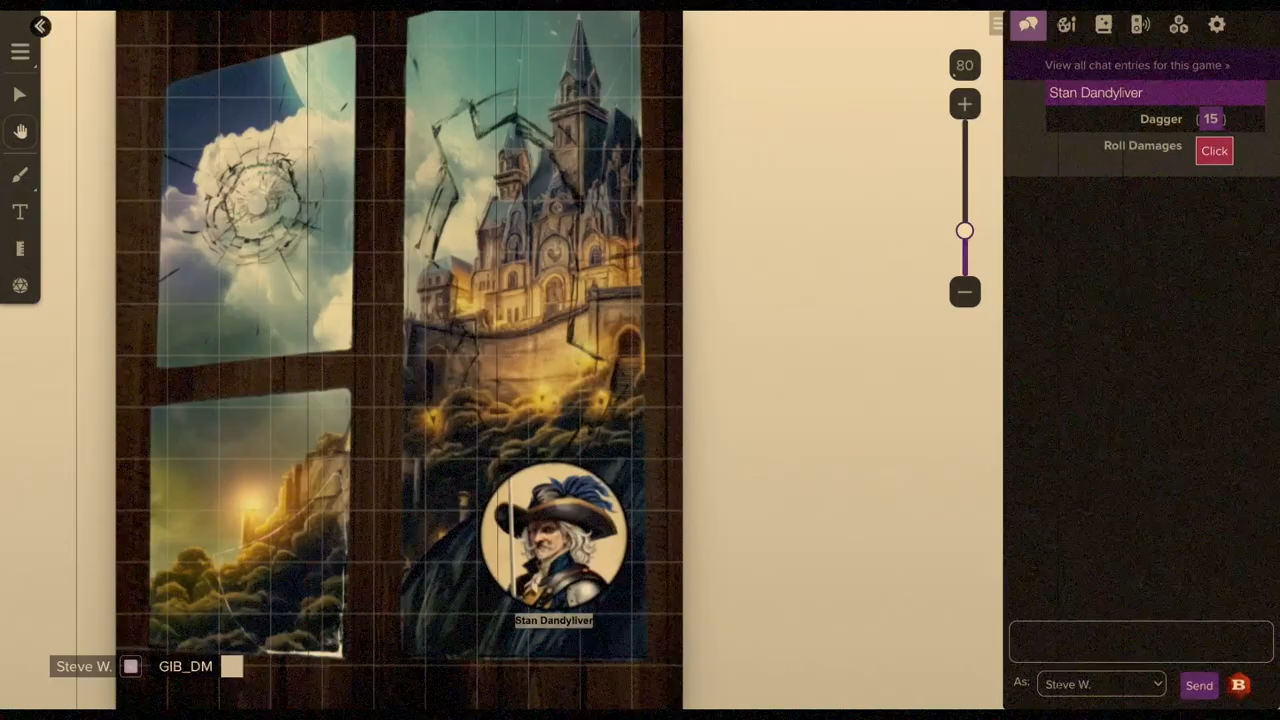 80
View all chat entries for this game »
Stan Dandyliver
Dagger (15)
Roll Damages Click
Stan Dandyliver
Steve W. GIB_DM
As: Steve W. Send B